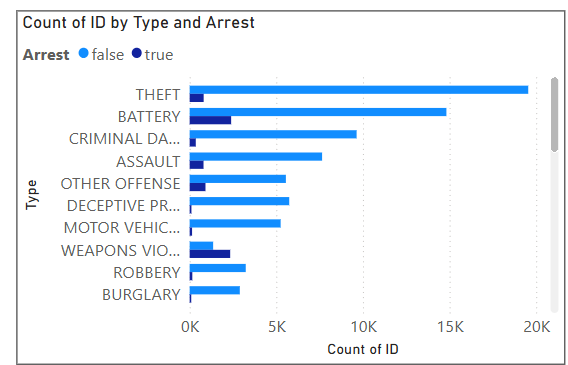 Count of ID by Type and Arrest
Arrest false true
THEFT
BATTERY
CRIMINAL DA...
ASSAULT
OTHER OFFENSE
DECEPTIVE PR...
MOTOR VEHIC...
WEAPONS VIO...
ROBBERY
BURGLARY
Type
0K 5K 10K 15K 20K
Count of ID